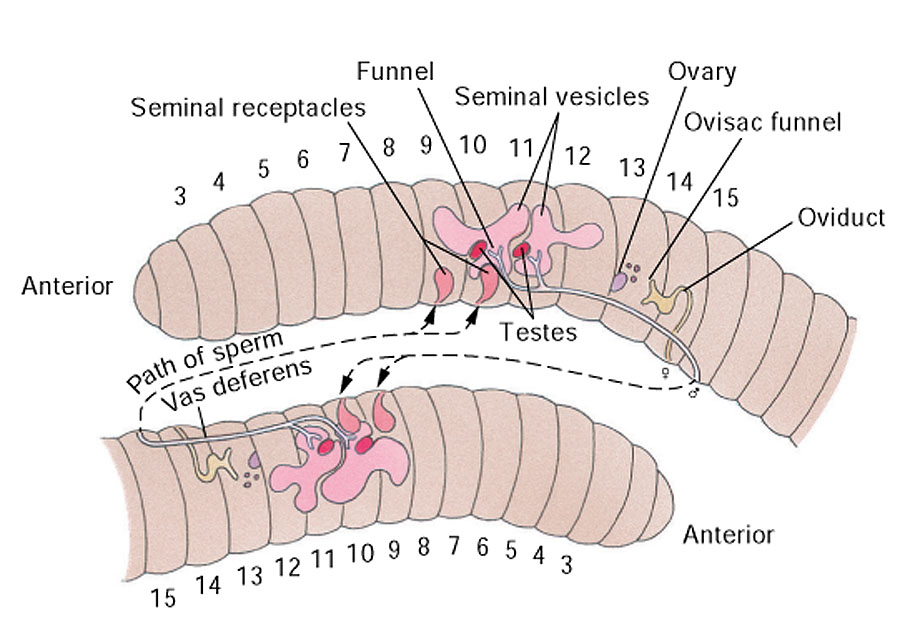 Funnel
Ovary
Seminal receptacles
Seminal vesicles
Ovisac funnel
3 4 5 6 7 8 9 10 11 12 13 14 15
Oviduct
Anterior
Testes
Path of sperm
Vas deferens
♀
♂
Anterior
15 14 13 12 11 10 9 8 7 6 5 4 3